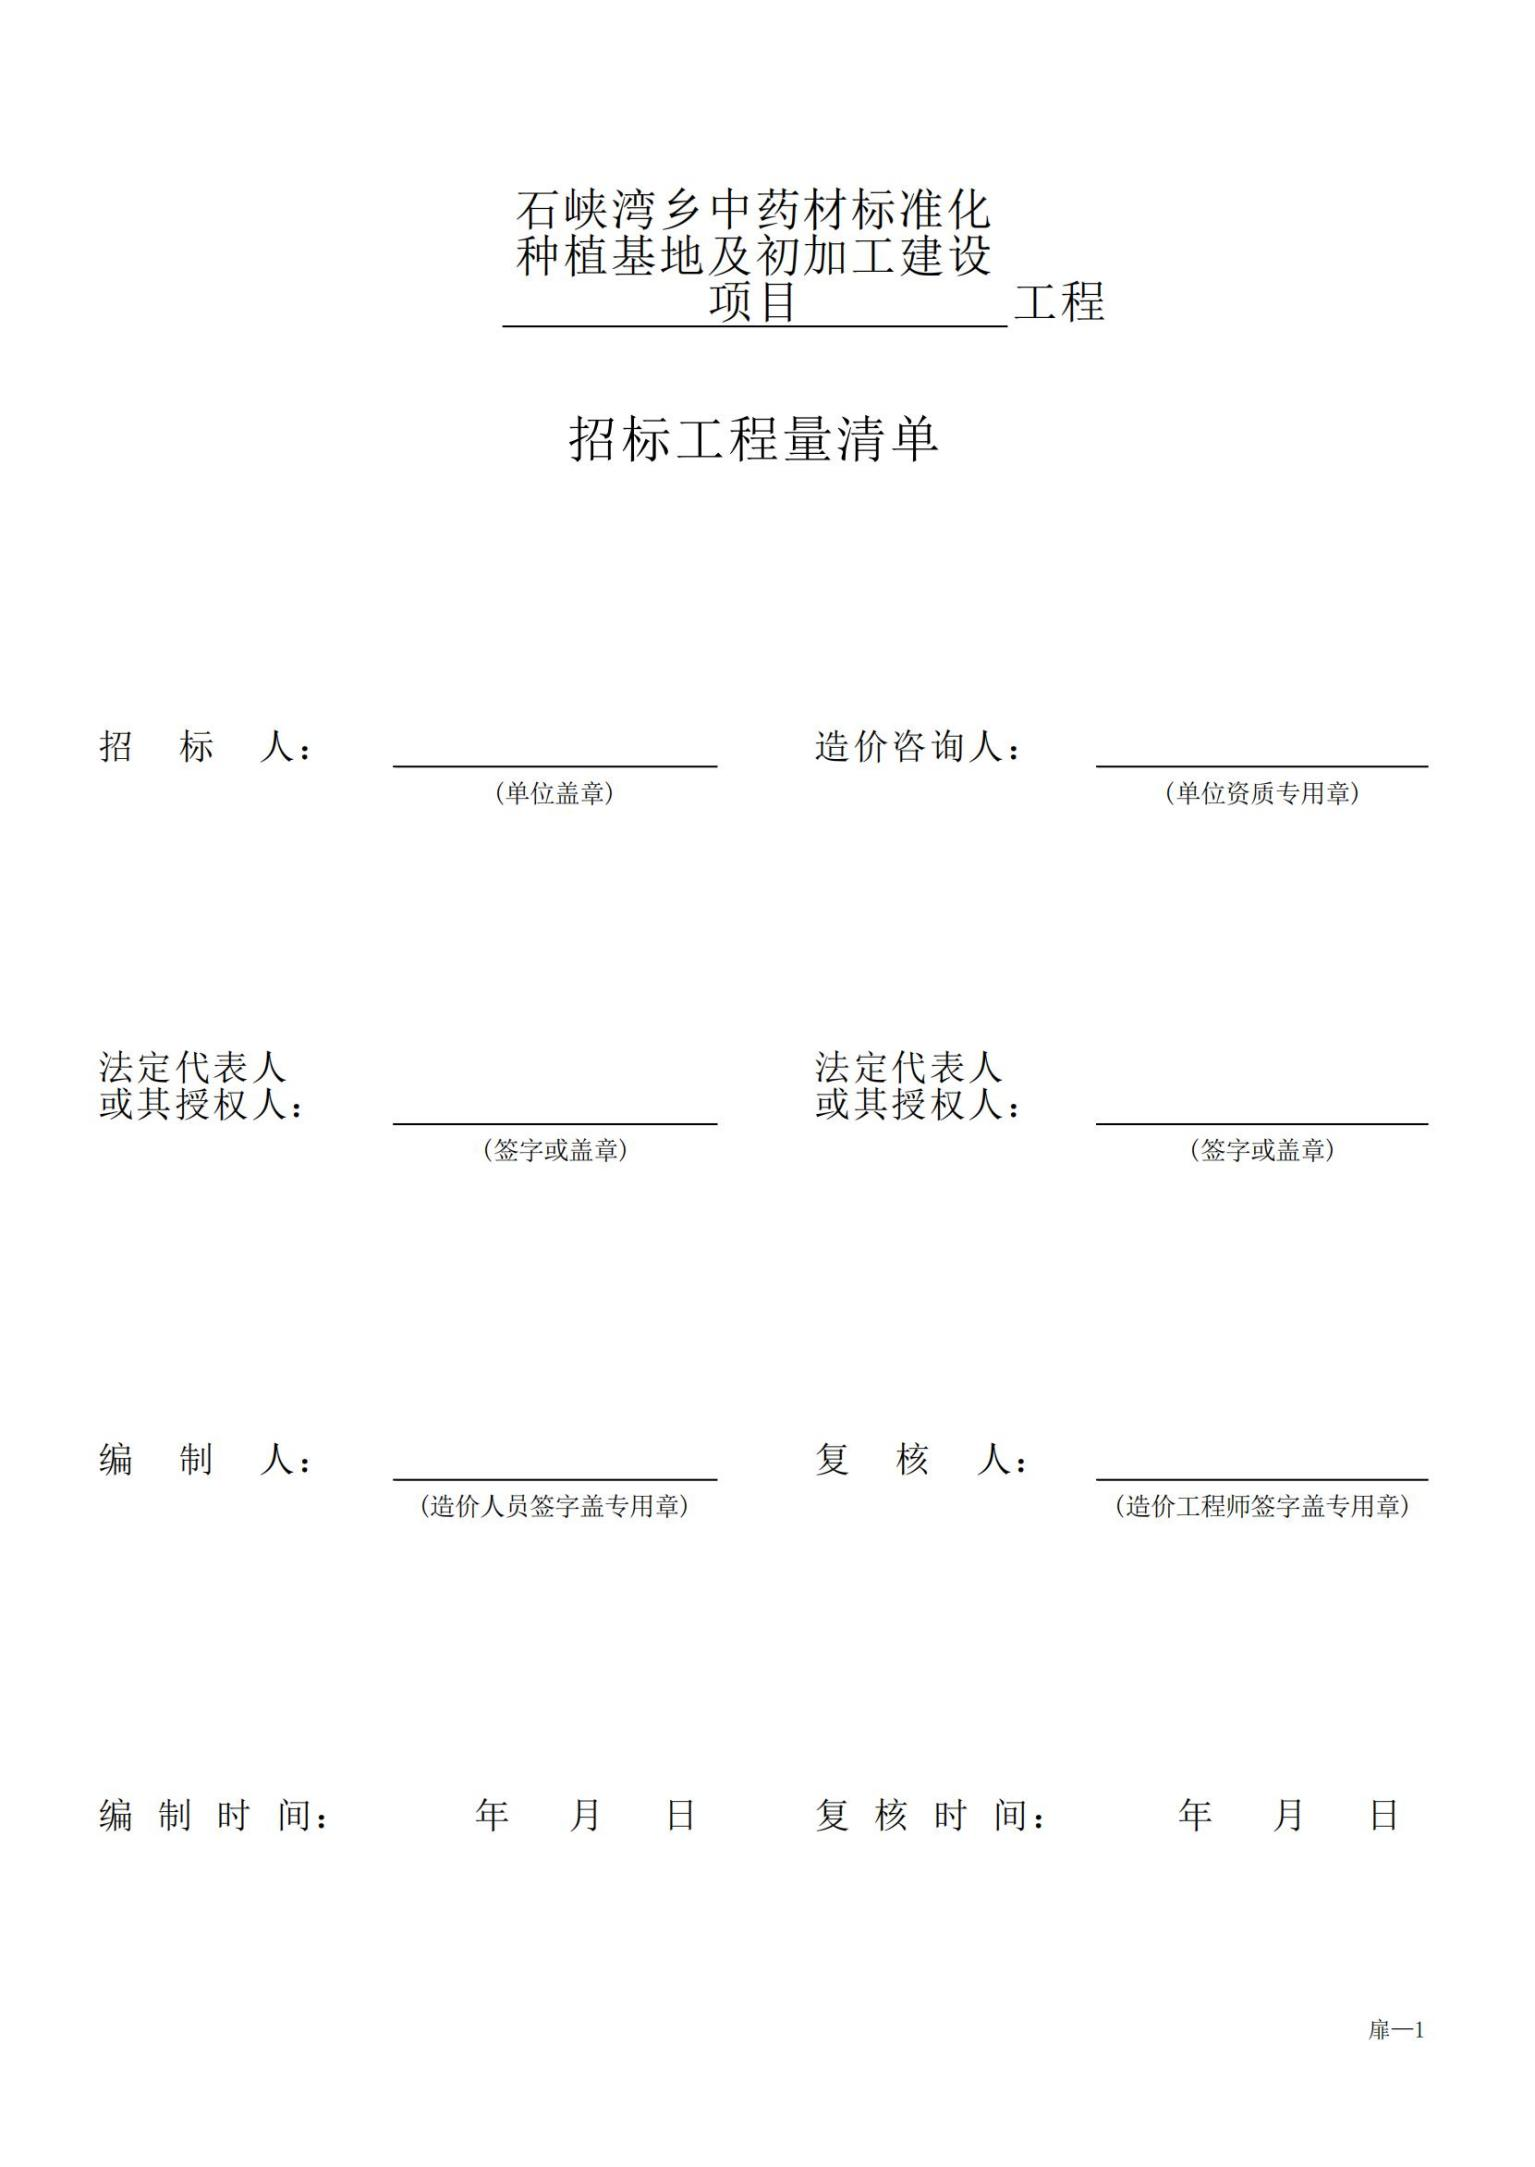 石峡湾乡中药材标准化
种植基地及初加工建设
项目 工程
招标工程量清单
招 标 人： 造价咨询人：
(单位盖章) (单位资质专用章)
法定代表人 法定代表人
或其授权人： 或其授权人：
(签字或盖章) (签字或盖章)
编 制 人： 复 核 人：
(造价人员签字盖专用章) (造价工程师签字盖专用章)
编 制 时 间： 年 月 日 复 核 时 间： 年 月 日
扉—1